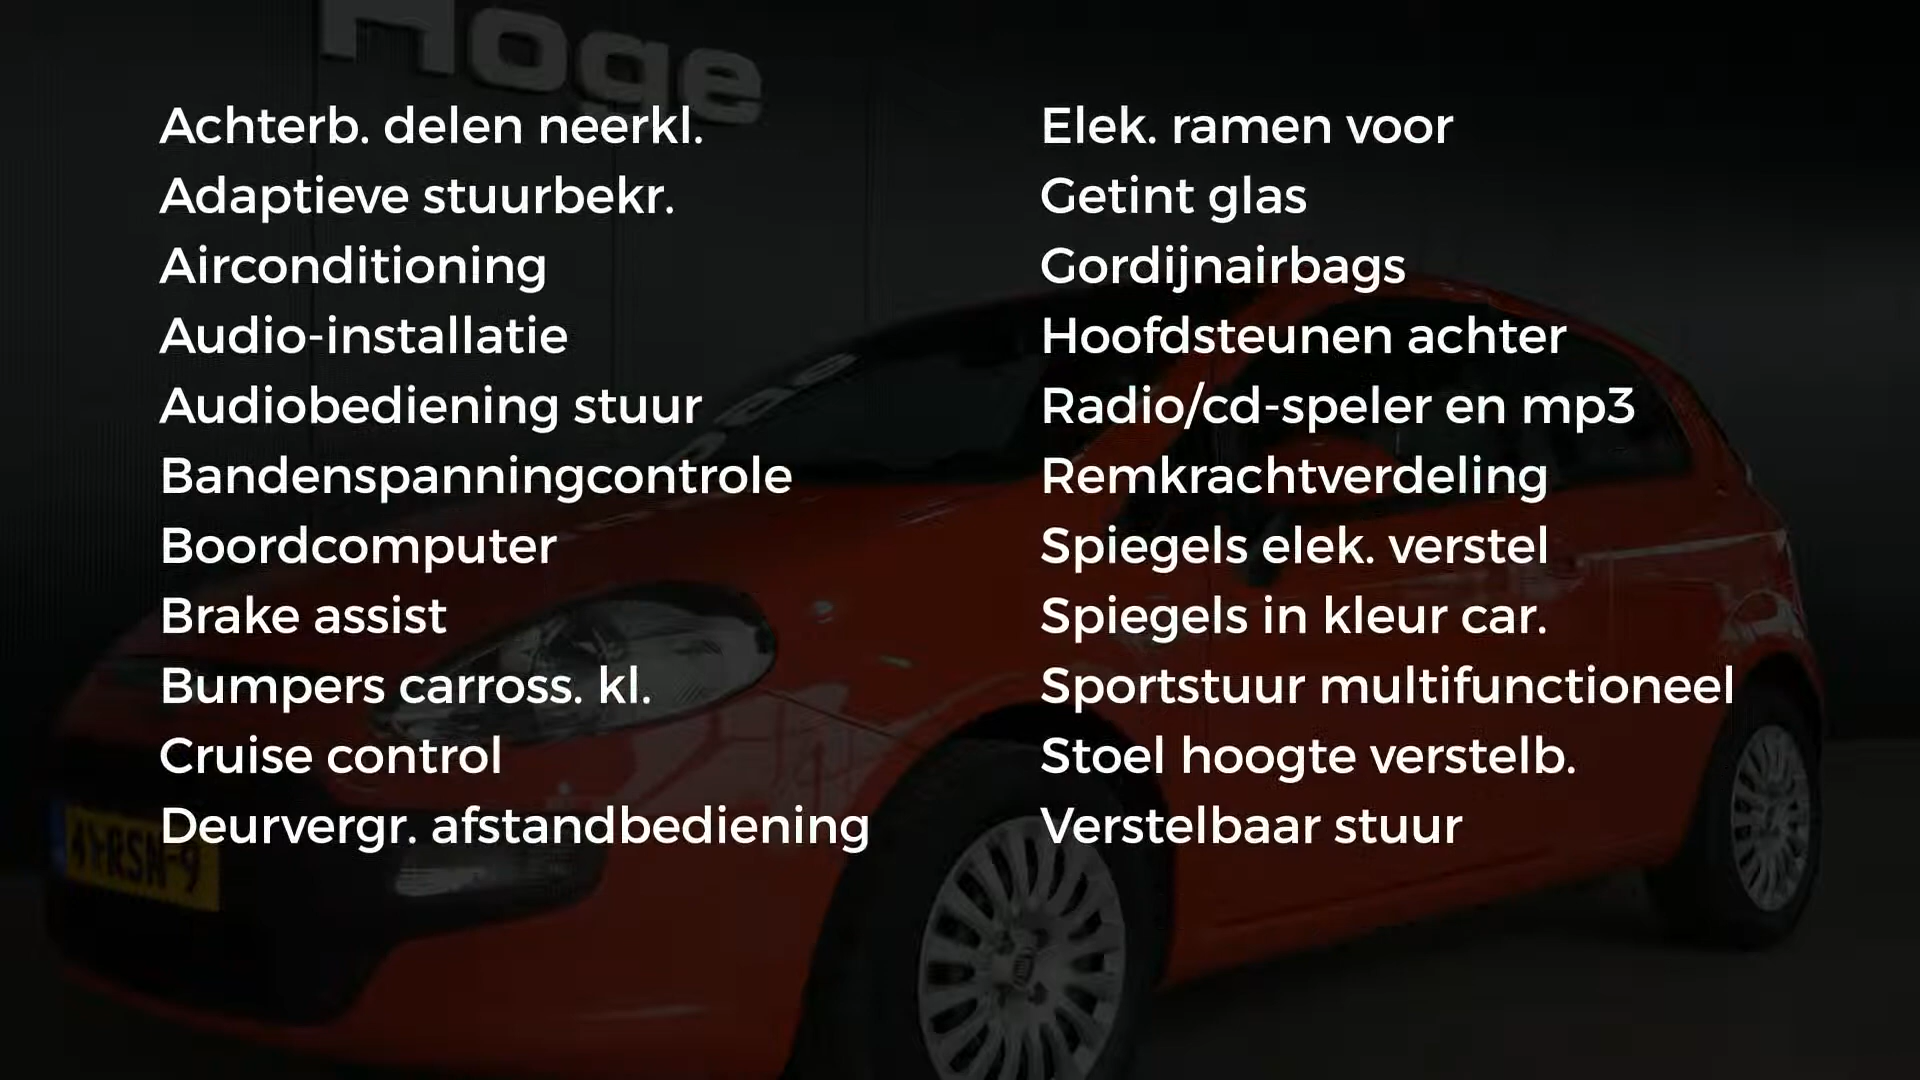 Hoge
Achterb. delen neerkl.
Adaptieve stuurbekr.
Airconditioning
Audio-installatie
Audiobediening stuur
Bandenspanningcontrole
Boordcomputer
Brake assist
Bumpers carross. kl.
Cruise control
Deurvergr. afstandbediening
Elek. ramen voor
Getint glas
Gordijnairbags
Hoofdsteunen achter
Radio/cd-speler en mp3
Remkrachtverdeling
Spiegels elek. verstel
Spiegels in kleur car.
Sportstuur multifunctioneel
Stoel hoogte verstelb.
Verstelbaar stuur